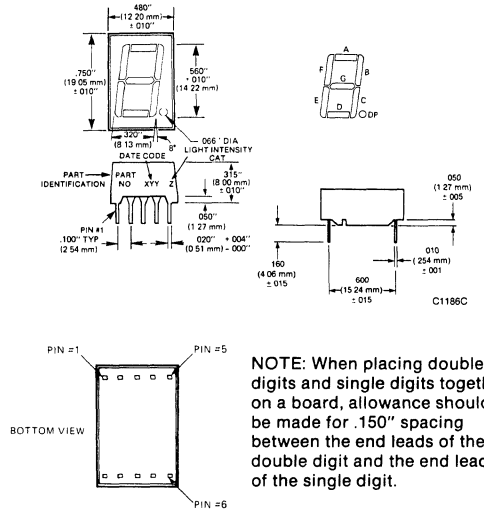 480"
(12 20 mm)
± 010"
.750"
(19 05 mm)
± 010"
560"
± 010"
(14 22 mm)
A
F
B
G
E
C
D
DP
320"
(8 13 mm)
8°
066' DIA
DATE CODE
LIGHT INTENSITY
CAT
PART
IDENTIFICATION
PART
NO
XYY
Z
315"
(8 00 mm)
± 010"
PIN #1
.100" TYP
(2 54 mm)
050"
(1 27 mm)
020" + 004"
(0 51 mm) – 000"
050
(1 27 mm)
± 005
160
(4 06 mm)
± 015
600
(15 24 mm)
± 015
010
( 254 mm)
± 001
C1186C
PIN =1
PIN =5
BOTTOM VIEW
PIN =6
NOTE: When placing double
digits and single digits togeth
on a board, allowance should
be made for .150" spacing
between the end leads of the
double digit and the end lead
of the single digit.